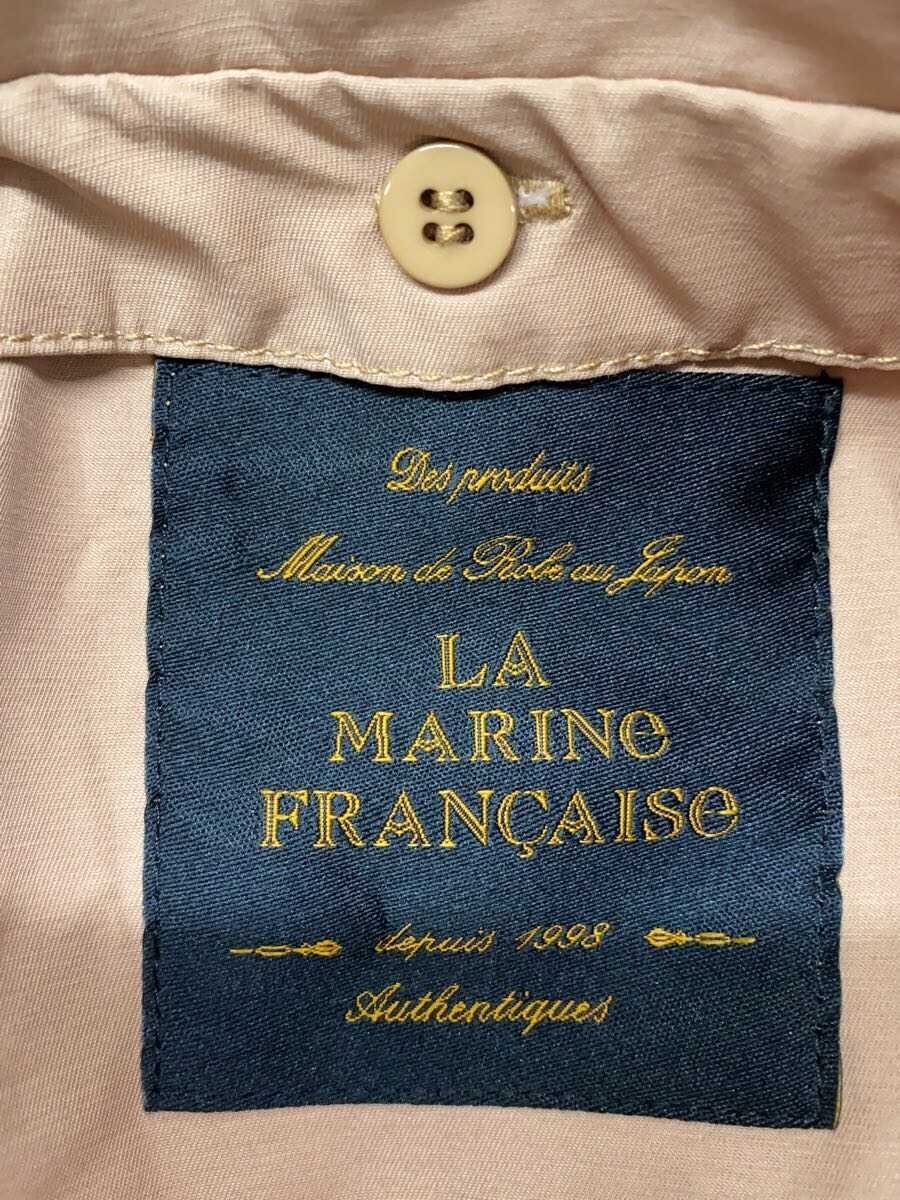 Des produits
Maison de Robe au Japon
LA
MARINe
FRANÇAISe
depuis 1998
Authentiques